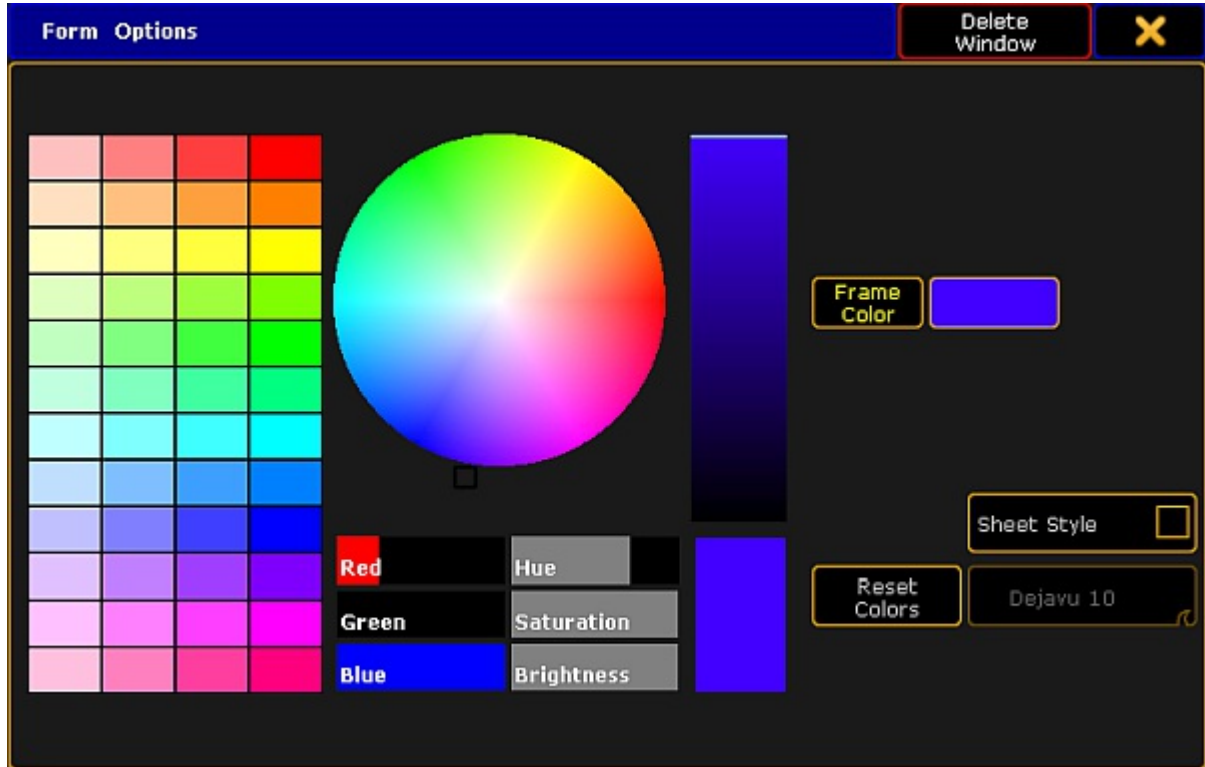 Form Options
Delete
Window
Frame
Color
Sheet Style
Red
Hue
Reset
Colors
Dejavu 10
Green
Saturation
Blue
Brightness